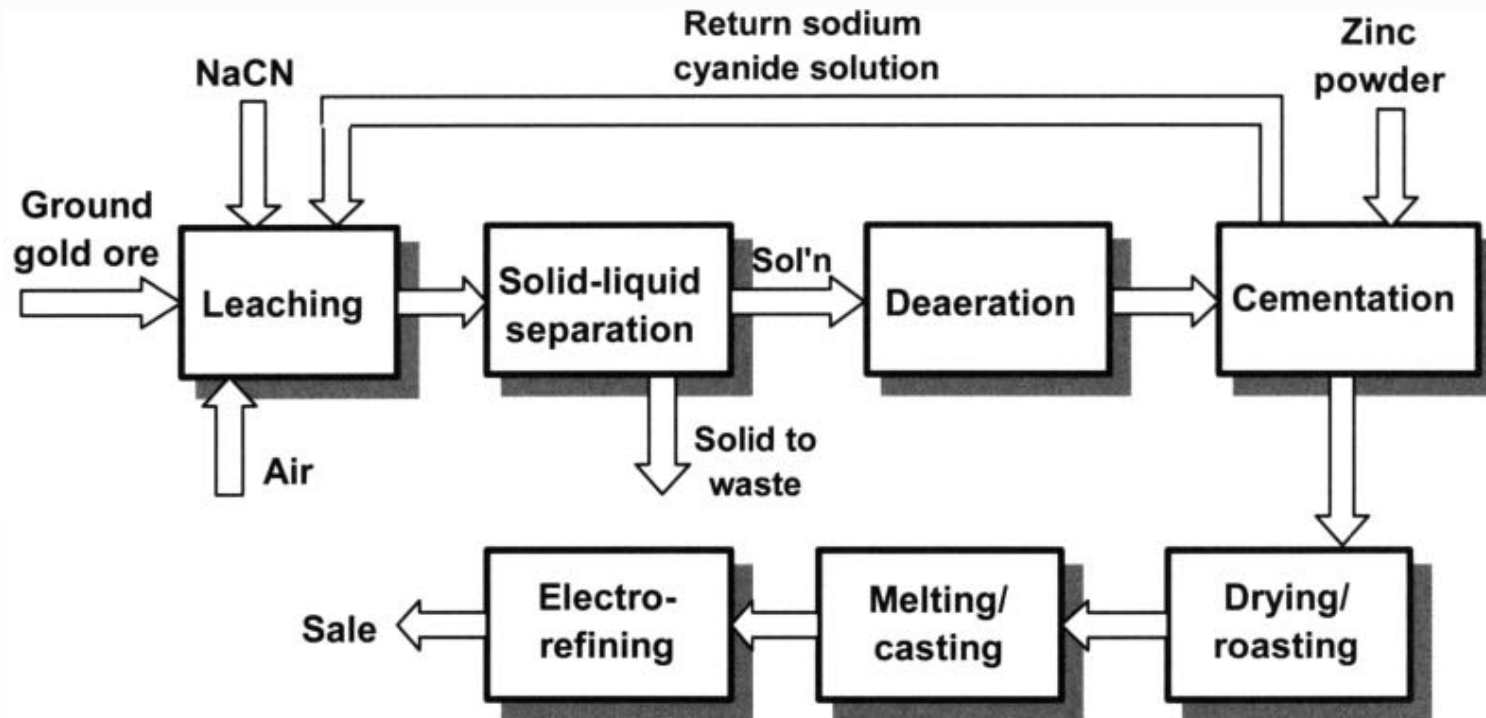 Return sodium
cyanide solution
Zinc
powder
NaCN
Ground
gold ore
Leaching
Solid-liquid
separation
Sol'n
Deaeration
Cementation
Air
Solid to
waste
Sale
Electro-
refining
Melting/
casting
Drying/
roasting